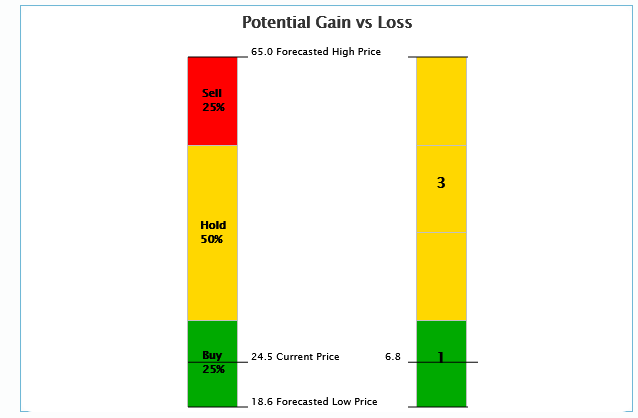 Potential Gain vs Loss
65.0 Forecasted High Price
Sell
25%
3
Hold
50%
Buy
25%
24.5 Current Price
6.8
1
18.6 Forecasted Low Price